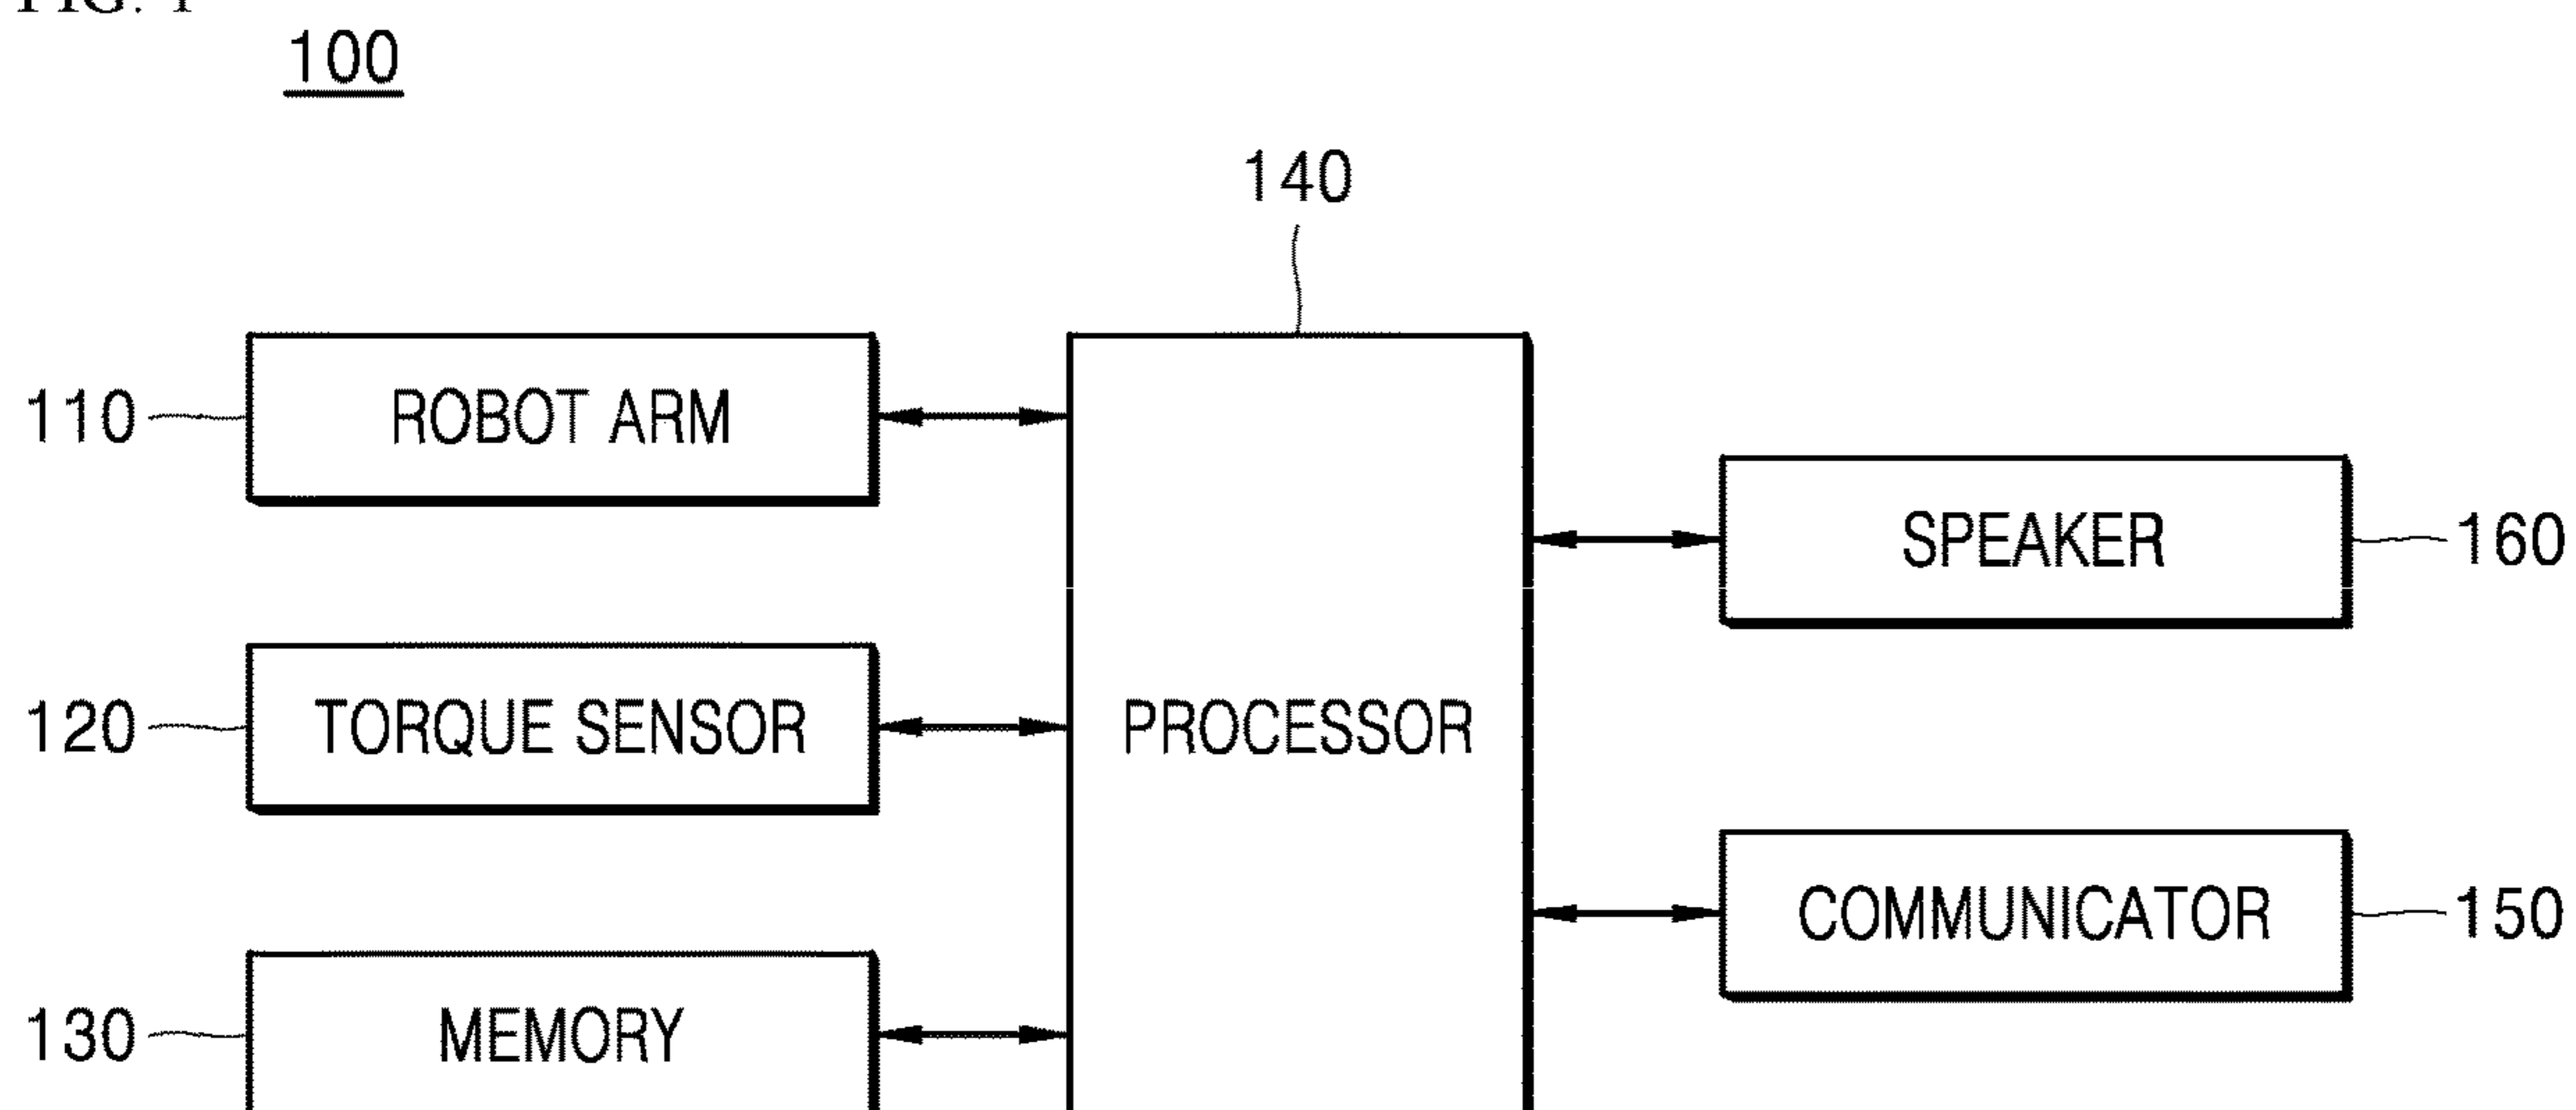 100
140
110 ROBOT ARM
SPEAKER 160
120 TORQUE SENSOR PROCESSOR
COMMUNICATOR 150
130 MEMORY